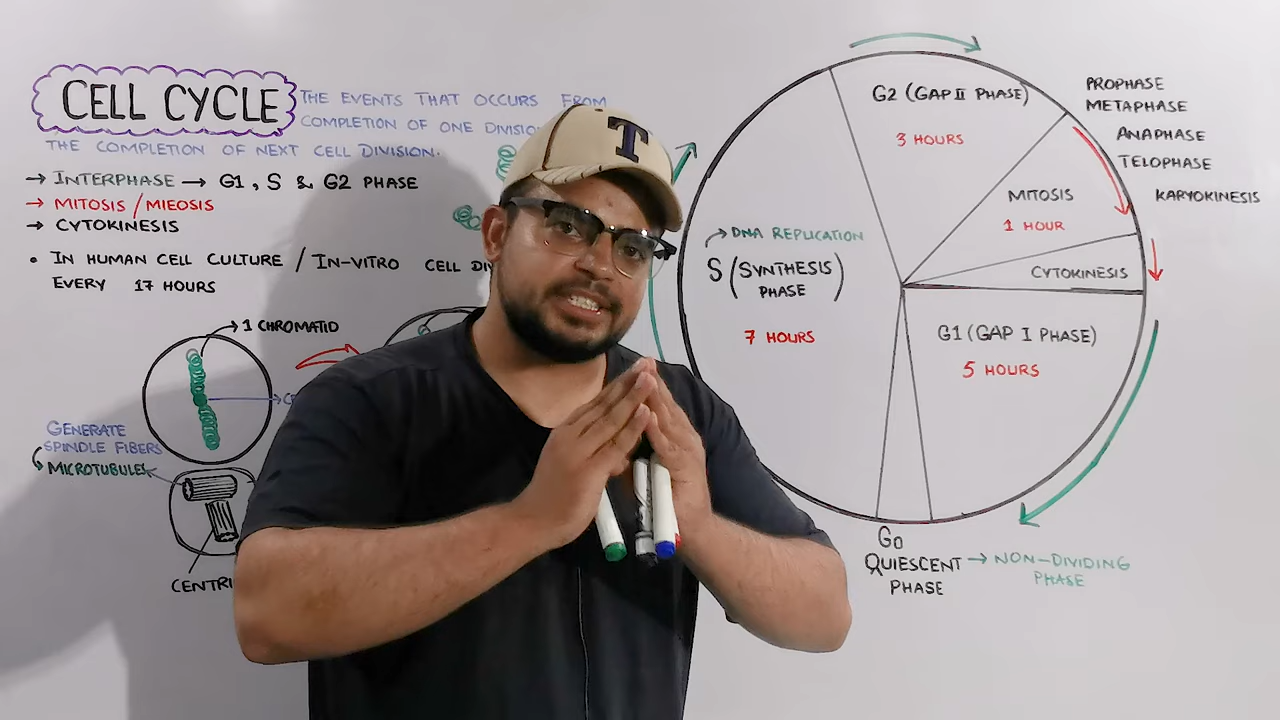 CELL CYCLE
THE EVENTS THAT OCCURS FROM
COMPLETION OF ONE
THE COMPLETION OF NEXT CELL DIVISION.
→ INTERPHASE → G1, S & G2 PHASE
→ MITOSIS / MIEOSIS
→ CYTOKINESIS
• IN HUMAN CELL CULTURE / IN-VITRO CELL
EVERY 17 HOURS
1 CHROMATID
GENERATE
SPINDLE FIBERS
MICROTUBULES
T
G2 (GAP II PHASE)
3 HOURS
PROPHASE
METAPHASE
ANAPHASE
TELOPHASE
KARYOKINESIS
MITOSIS
1 HOUR
CYTOKINESIS
DNA REPLICATION
S (SYNTHESIS PHASE)
7 HOURS
G1 (GAP I PHASE)
5 HOURS
G0
QUIESCENT PHASE → NON-DIVIDING PHASE